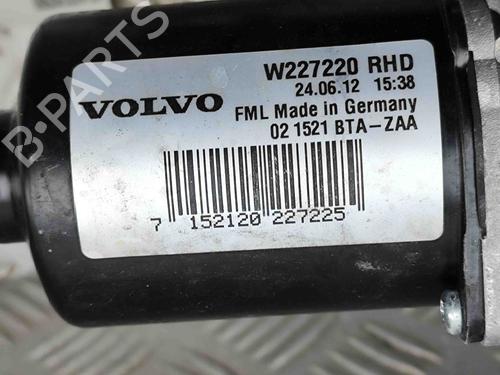 B-PARTS
VOLVO
W227220 RHD
24.06.12 15:38
FML Made in Germany
02 1521 BTA-ZAA
7 152120 227225